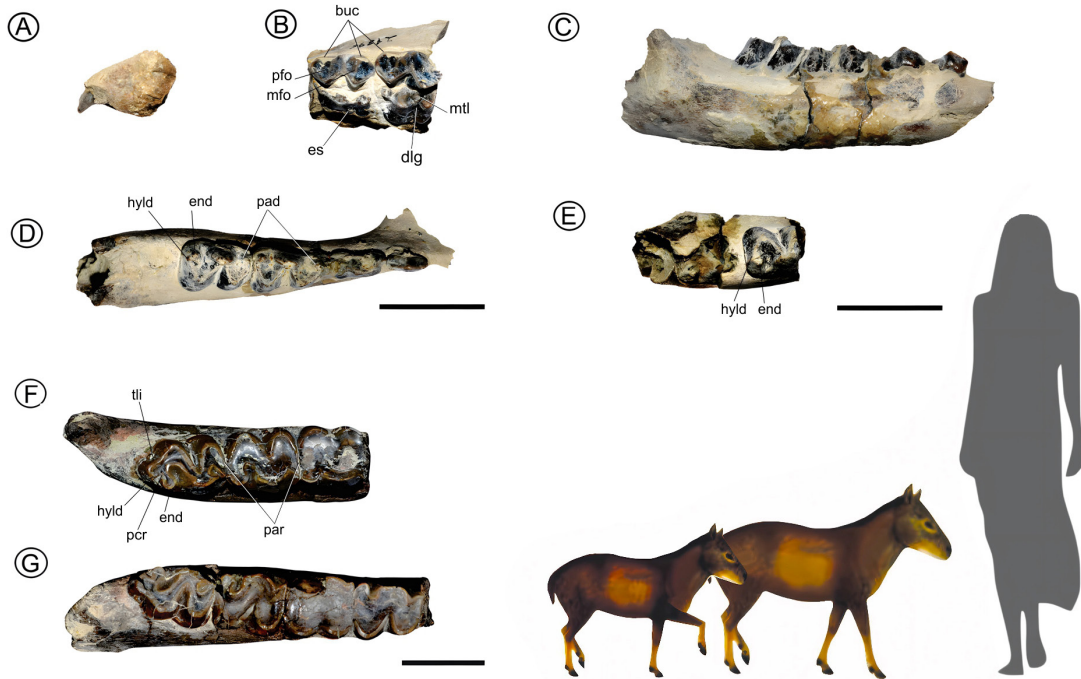 A
B
buc
pfo
mfo
es
dlg
mtl
C
D
hyld
end
pad
E
hyld
end
F
tli
hyld
pcr
end
par
G